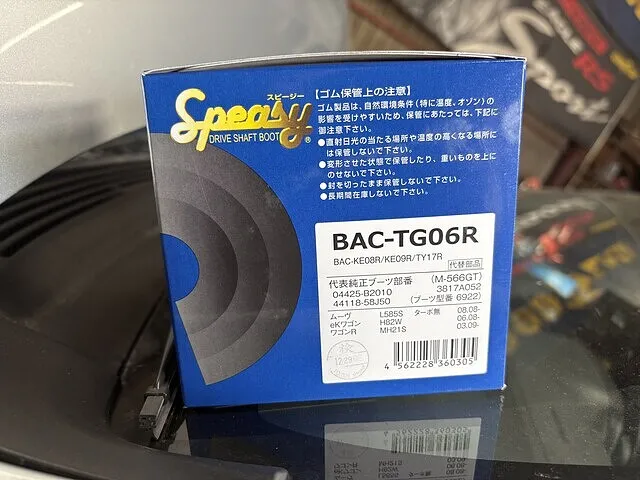 スピージー
Speasy®
DRIVE SHAFT BOOT
【ゴム保管上の注意】
ゴム製品は、自然環境条件(特に温度、オゾン)の
影響を受けやすいため、保管にあたっては、下記に
御注意下さい。
●直射日光の当たる場所や温度の高くなる場所に
は保管しないで下さい。
●変形させた状態で保管したり、重いものを上に
のせないで下さい。
●封を切ったまま保管しないで下さい。
●長期間在庫しないで下さい。
BAC-TG06R
BAC-KE08R/KE09R/TY17R
代替部品
代表純正ブーツ部番 (M-566GT)
04425-B2010 3817A052
44118-58J50 (ブーツ型番 6922)
ムーヴ L585S ターボ無 08.08-
eKワゴン H82W 06.08-
ワゴンR MH21S 03.09-
4 562228 360305
RS
Sport